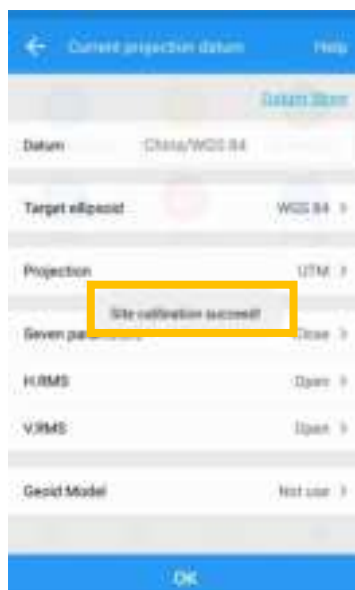 Current projection datum Help
Datum Store
Datum China/WGS 84
Target ellipsoid WGS 84
Projection UTM
Site calibration succeed!
Seven Close
H.RMS Open
V.RMS Open
Geoid Model Not use
OK